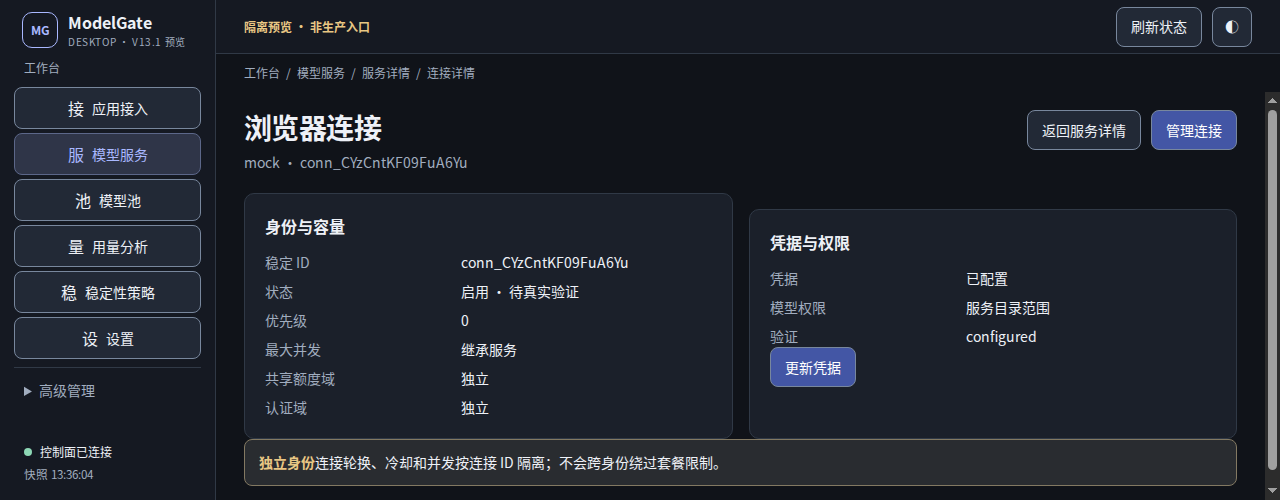 MG
ModelGate
DESKTOP · V13.1 预览
工作台
接 应用接入
服 模型服务
池 模型池
量 用量分析
稳 稳定性策略
设 设置
高级管理
控制面已连接
快照 13:36:04
隔离预览 · 非生产入口
刷新状态
工作台 / 模型服务 / 服务详情 / 连接详情
浏览器连接
mock · conn_CYzCntKF09FuA6Yu
返回服务详情
管理连接
身份与容量
稳定 ID conn_CYzCntKF09FuA6Yu
状态 启用 · 待真实验证
优先级 0
最大并发 继承服务
共享额度域 独立
认证域 独立
凭据与权限
凭据 已配置
模型权限 服务目录范围
验证 configured
更新凭据
独立身份连接轮换、冷却和并发按连接 ID 隔离；不会跨身份绕过套餐限制。